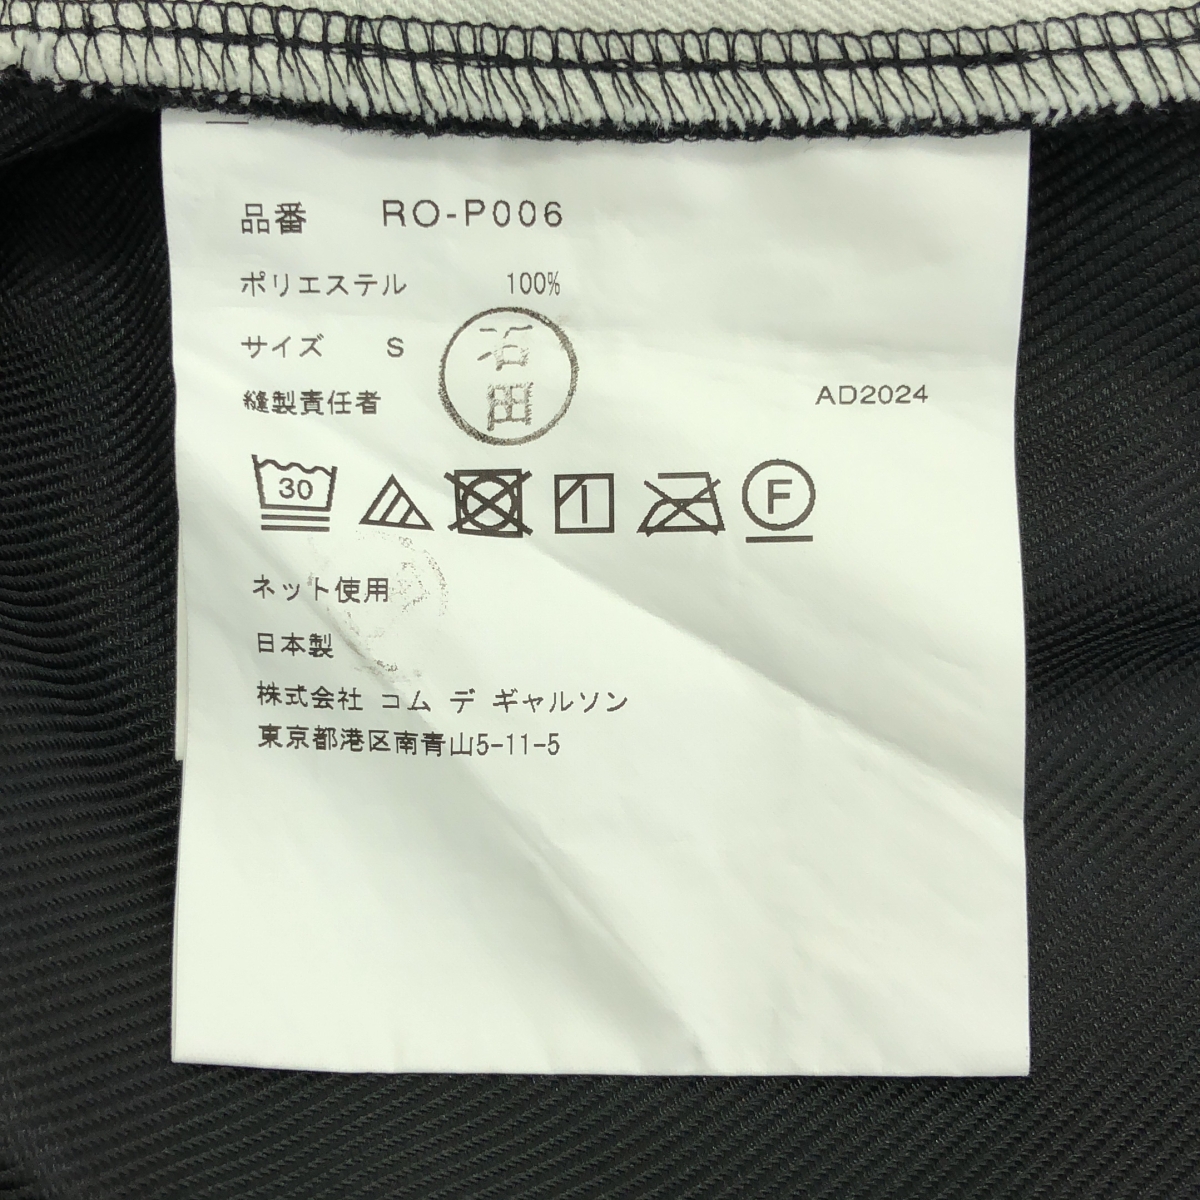 品番 RO-P006
ポリエステル 100%
サイズ S
石田
縫製責任者
AD2024
30 F
ネット使用
日本製
株式会社 コム デ ギャルソン
東京都港区南青山5-11-5